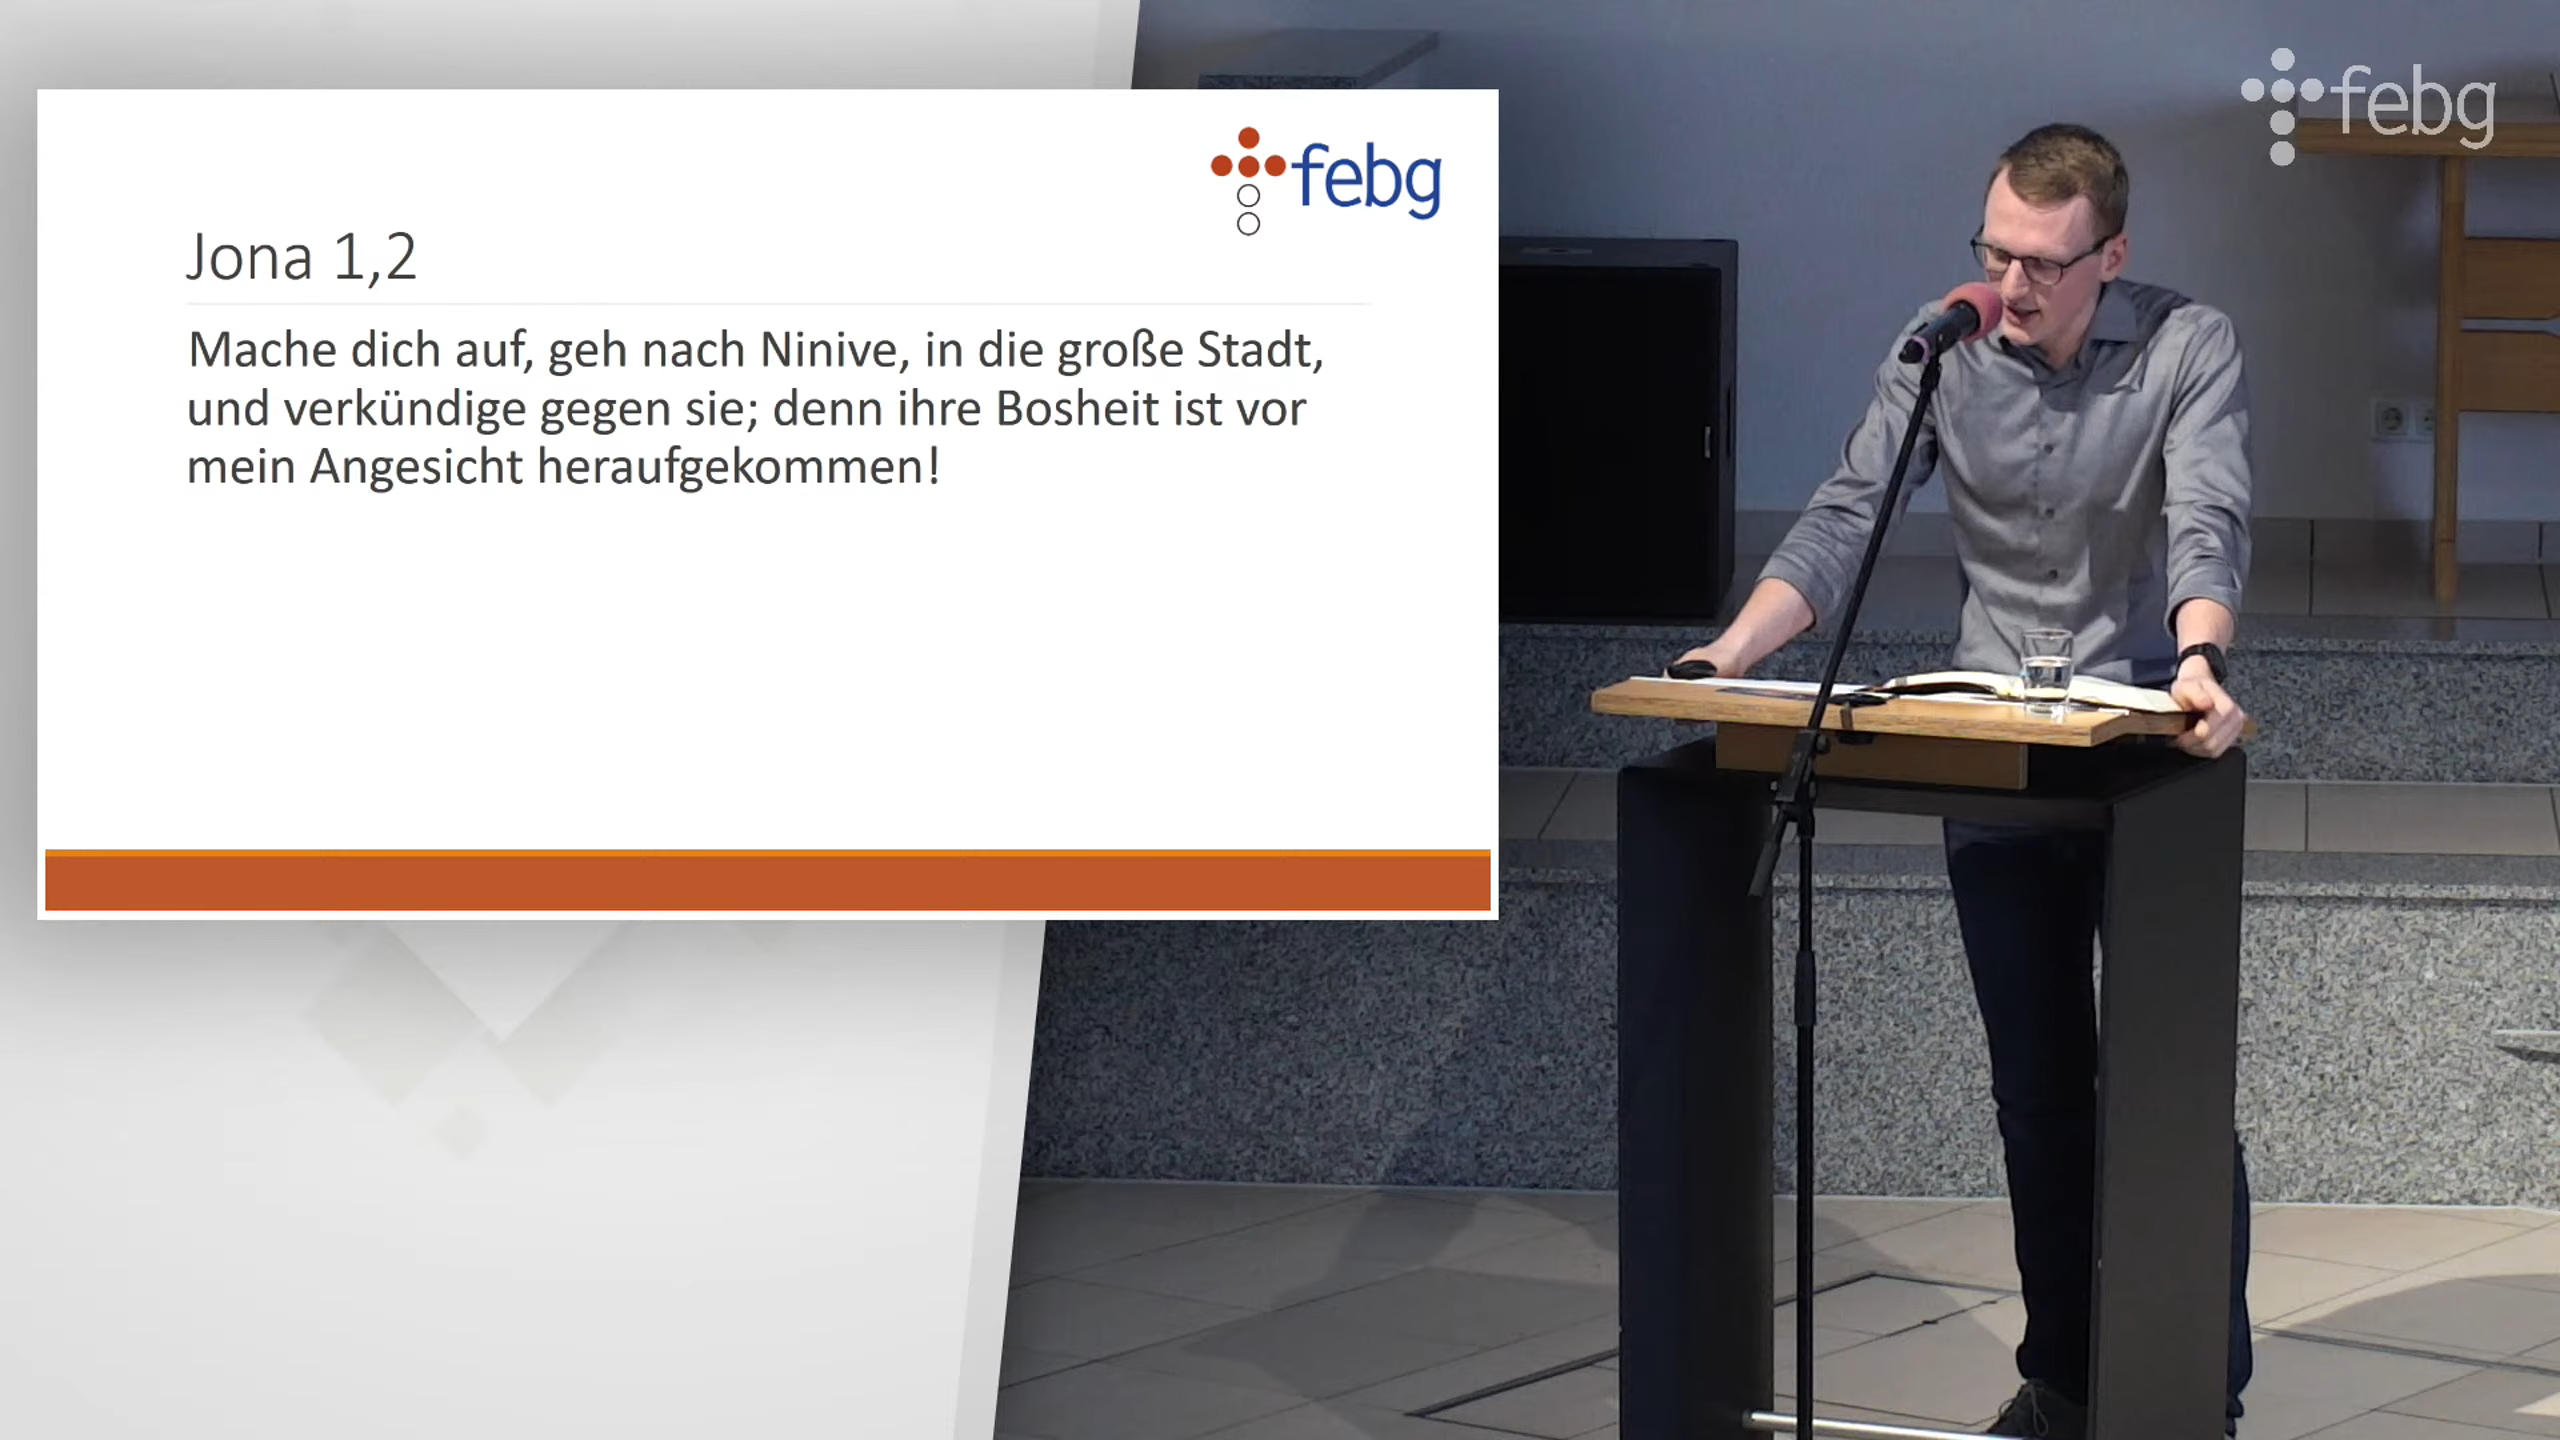 febg
Jona 1,2
Mache dich auf, geh nach Ninive, in die große Stadt,
und verkündige gegen sie; denn ihre Bosheit ist vor
mein Angesicht heraufgekommen!
febg